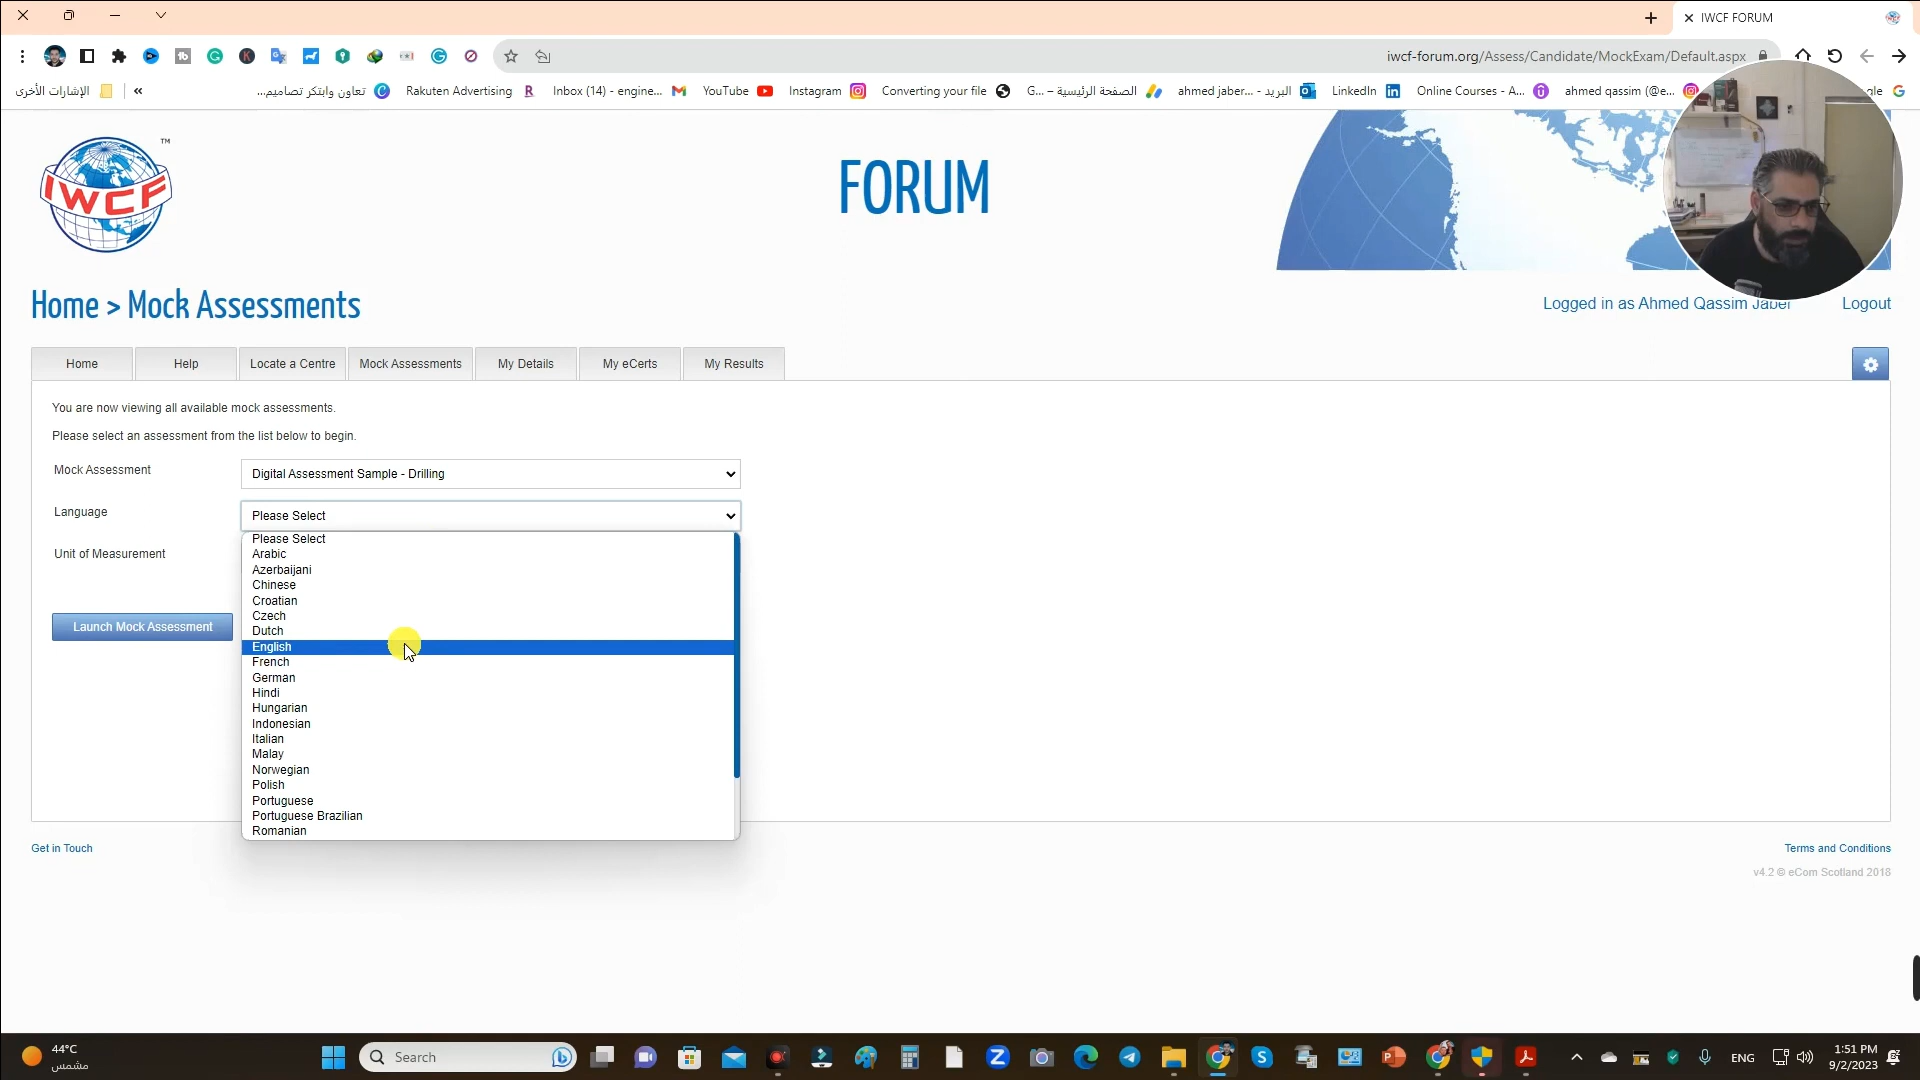 IWCF FORUM
iwcf-forum.org/Assess/Candidate/MockExam/Default.aspx
الإشارات الأخرى
»
تعاون وابتكر تصاميم...
Rakuten Advertising
Inbox (14) - engine...
YouTube
Instagram
Converting your file
الصفحة الرئيسية – G...
البريد - ahmed jaber...
LinkedIn
Online Courses - A...
ahmed qassim (@e...
gle
IWCF
TM
FORUM
Home > Mock Assessments
Logged in as Ahmed Qassim Jaber
Logout
Home
Help
Locate a Centre
Mock Assessments
My Details
My eCerts
My Results
You are now viewing all available mock assessments.
Please select an assessment from the list below to begin.
Mock Assessment
Digital Assessment Sample - Drilling
Language
Please Select
Unit of Measurement
Please Select
Arabic
Azerbaijani
Chinese
Croatian
Czech
Dutch
English
French
German
Hindi
Hungarian
Indonesian
Italian
Malay
Norwegian
Polish
Portuguese
Portuguese Brazilian
Romanian
Launch Mock Assessment
Get in Touch
Terms and Conditions
v4.2 © eCom Scotland 2018
44°C
مشمس
Search
ENG
1:51 PM
9/2/2023